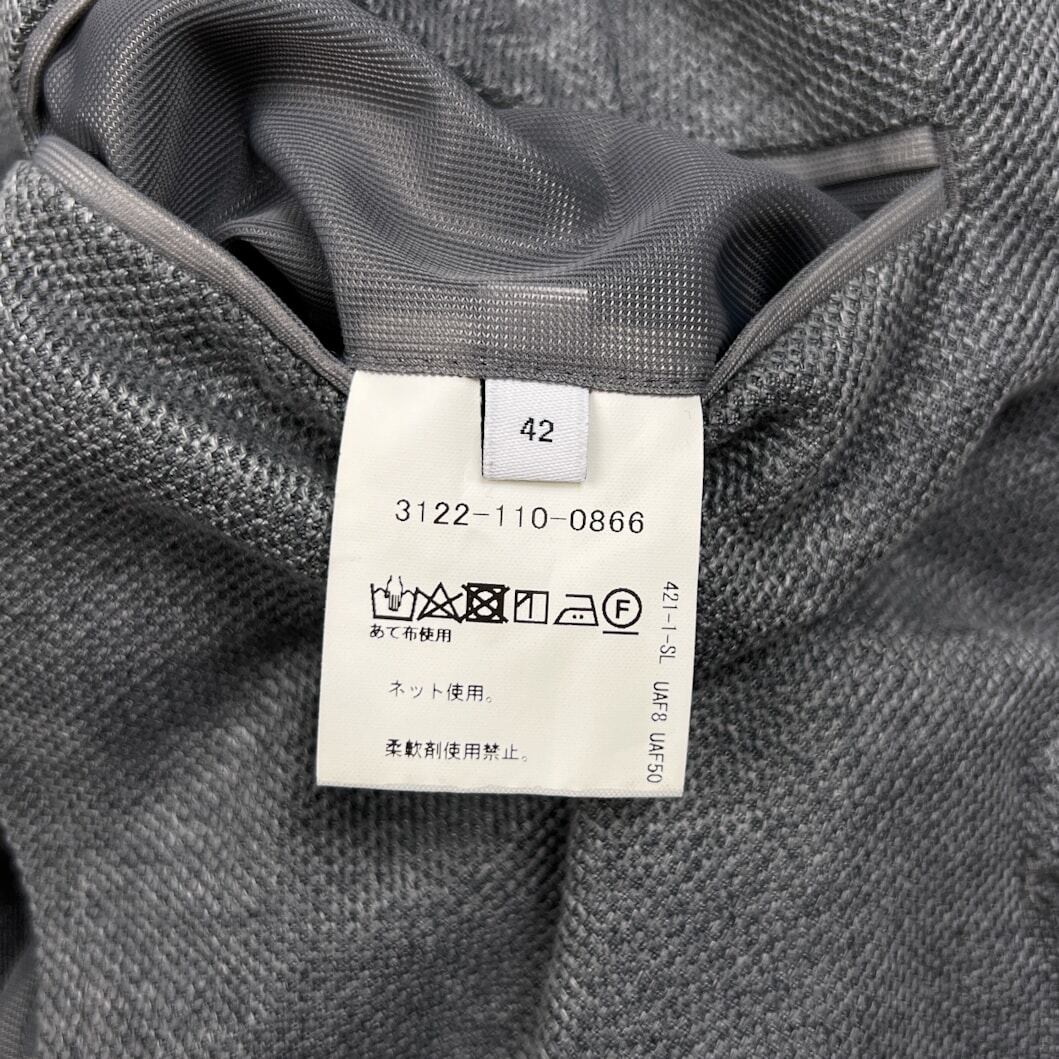 42
3122-110-0866
F
あて布使用
ネット使用。
柔軟剤使用禁止。
421-1-SL UAF8 UAF50